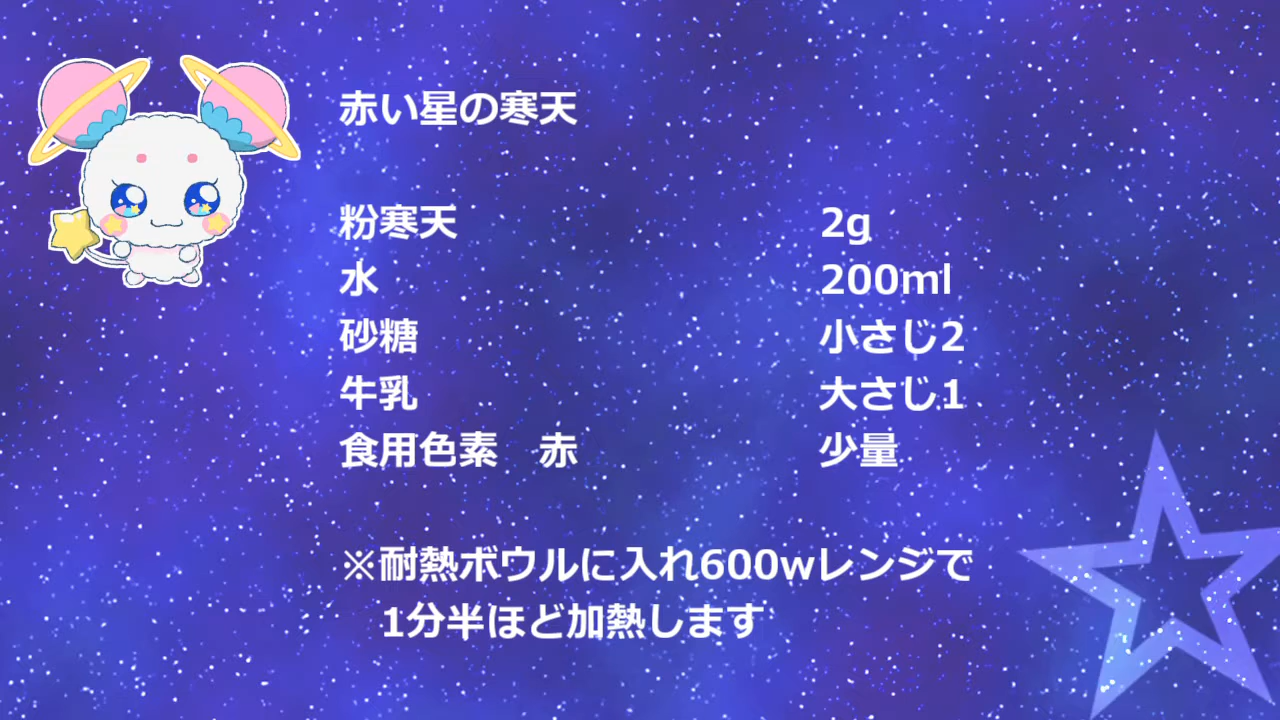 赤い星の寒天
粉寒天 2g
水 200ml
砂糖 小さじ2
牛乳 大さじ1
食用色素　赤 少量
※耐熱ボウルに入れ600wレンジで
1分半ほど加熱します